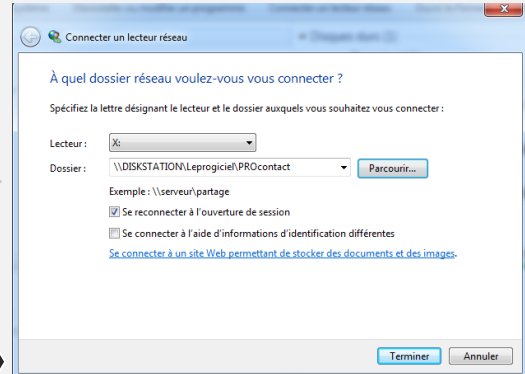 Connecter un lecteur réseau
À quel dossier réseau voulez-vous vous connecter ?
Spécifiez la lettre désignant le lecteur et le dossier auxquels vous souhaitez vous connecter :
Lecteur : X:
Dossier : \\DISKSTATION\Leprogiciel\PROcontact Parcourir...
Exemple : \\serveur\partage
Se reconnecter à l'ouverture de session
Se connecter à l'aide d'informations d'identification différentes
Se connecter à un site Web permettant de stocker des documents et des images.
Terminer Annuler